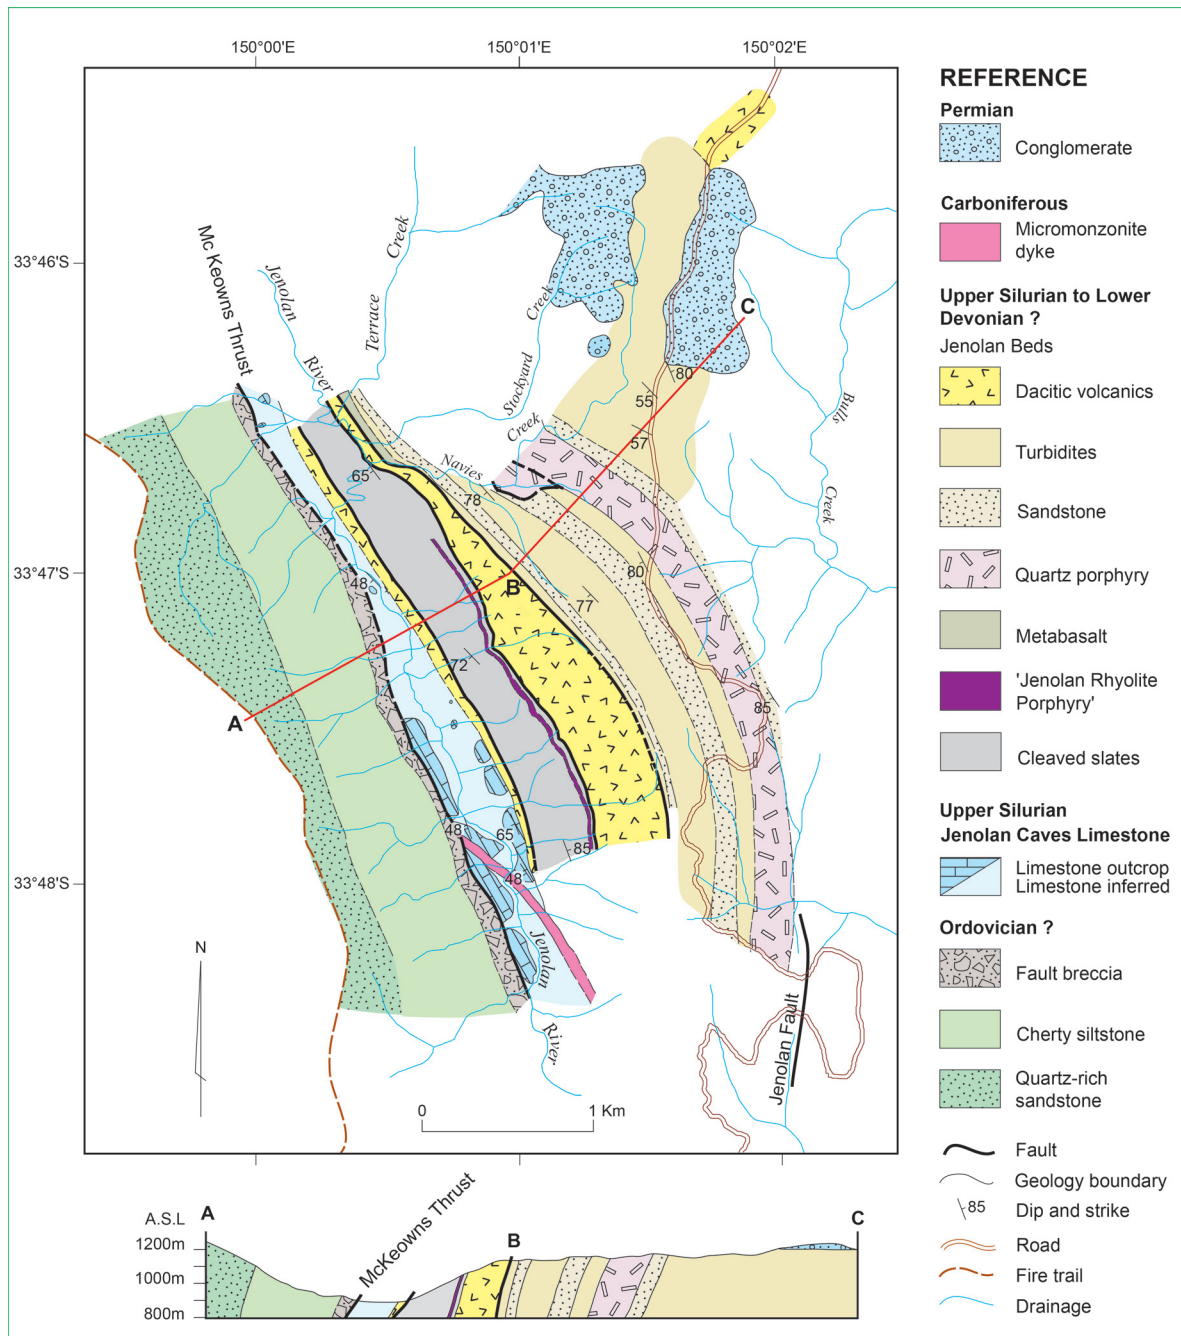 150°00'E
150°01'E
150°02'E
33°46'S
33°47'S
33°48'S
Mc Keowns Thrust
Jenolan
River
Terrace
Creek
Stockyard
Creek
Navies
Creek
Bulls
Creek
C
80
55
57
65
78
48
B
80
77
72
A
85
48
65
48
85
Jenolan
River
Jenolan Fault
N
0
1 Km
REFERENCE
Permian
Conglomerate
Carboniferous
Micromonzonite
dyke
Upper Silurian to Lower
Devonian ?
Jenolan Beds
Dacitic volcanics
Turbidites
Sandstone
Quartz porphyry
Metabasalt
'Jenolan Rhyolite
Porphyry'
Cleaved slates
Upper Silurian
Jenolan Caves Limestone
Limestone outcrop
Limestone inferred
Ordovician ?
Fault breccia
Cherty siltstone
Quartz-rich
sandstone
Fault
Geology boundary
85
Dip and strike
Road
Fire trail
Drainage
A.S.L
A
McKeowns Thrust
B
C
1200m
1000m
800m